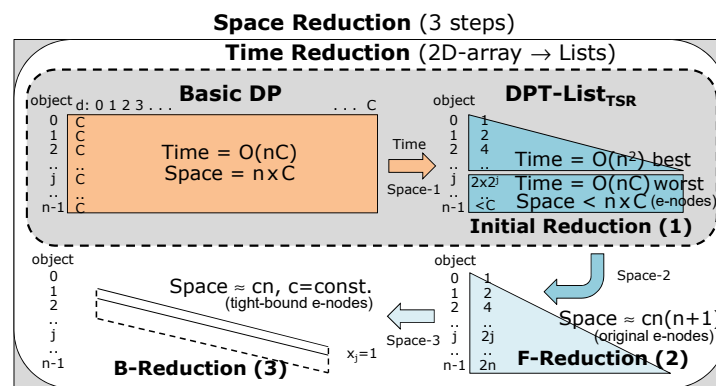 Space Reduction (3 steps)
Time Reduction (2D-array → Lists)
Basic DP
DPT-List_TSR
object
d: 0 1 2 3 . . .
. . . C
0
C
1
C
2
C
..
..
j
C
..
..
n-1
C
Time = O(nC)
Space = n x C
Time
Space-1
object
0
1
1
2
2
4
..
..
j
2x2^j
..
..
n-1
<C
Time = O(n²) best
Time = O(nC) worst
Space < n x C (e-nodes)
Initial Reduction (1)
Space-2
object
0
1
2
..
j
..
n-1
Space ≈ cn, c=const.
(tight-bound e-nodes)
x_j=1
B-Reduction (3)
Space-3
object
0
1
1
2
2
4
..
..
j
2j
..
..
n-1
2n
Space ≈ cn(n+1)
(original e-nodes)
F-Reduction (2)